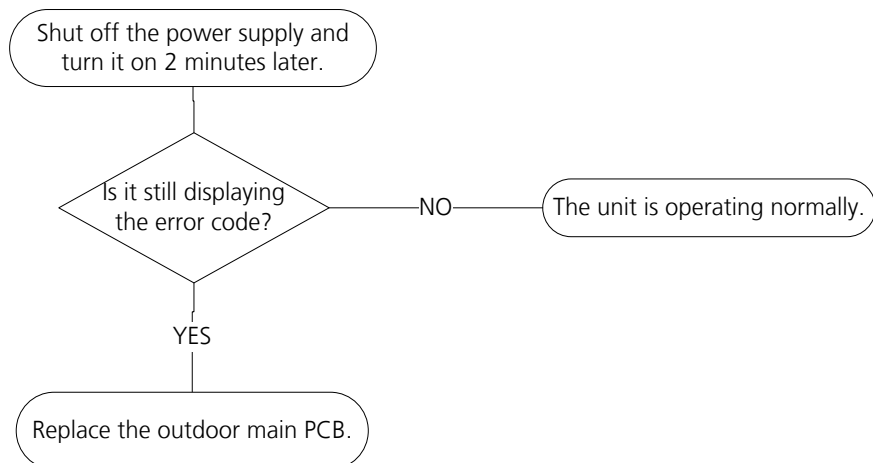 Shut off the power supply and
turn it on 2 minutes later.
Is it still displaying
the error code?
NO
The unit is operating normally.
YES
Replace the outdoor main PCB.